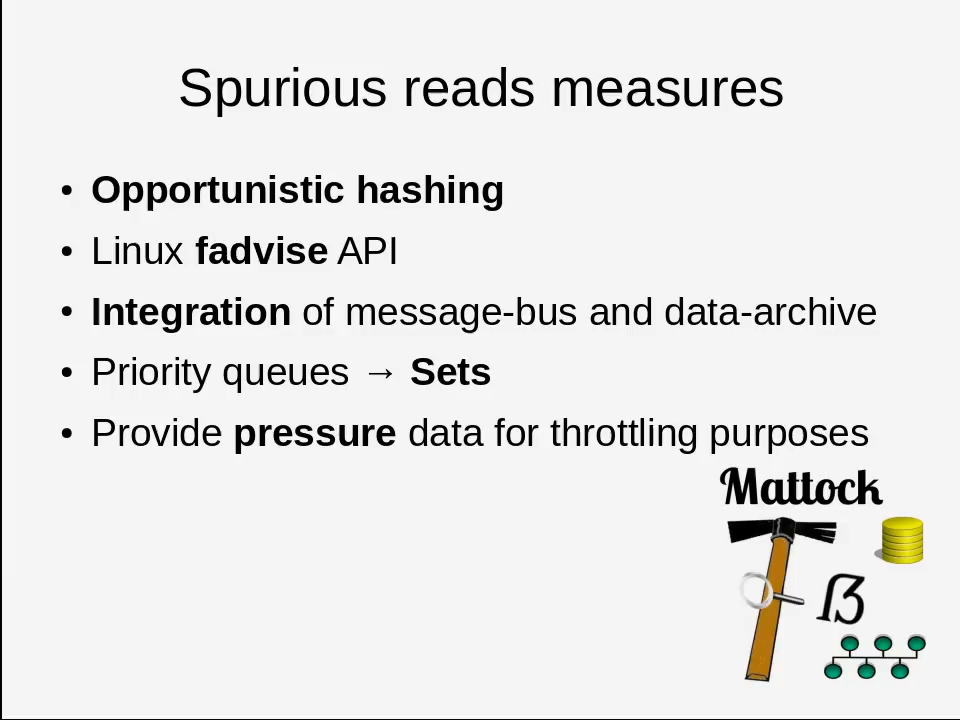 Spurious reads measures
• Opportunistic hashing
• Linux fadvise API
• Integration of message-bus and data-archive
• Priority queues → Sets
• Provide pressure data for throttling purposes
Mattock
ß